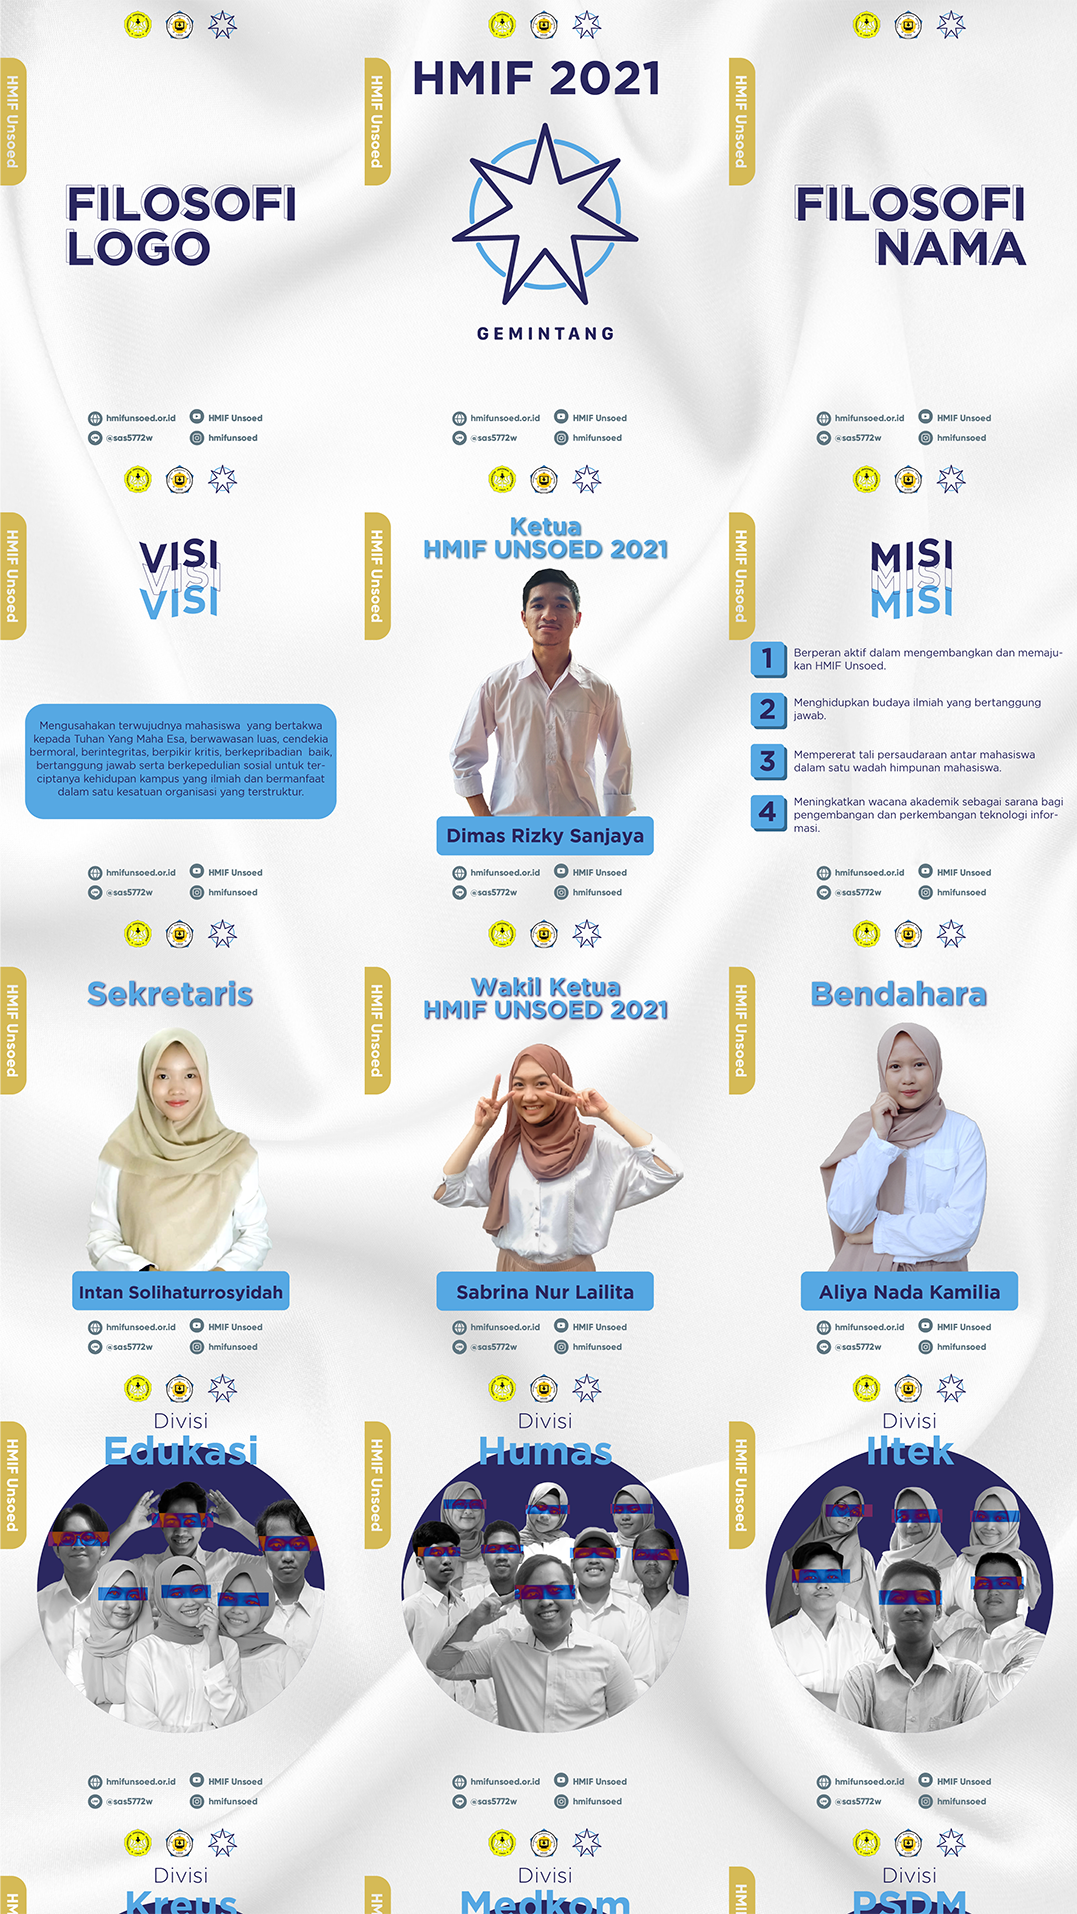 HMIF Unsoed
FILOSOFI
LOGO
hmifunsoed.or.id
HMIF Unsoed
@sas5772w
hmifunsoed
HMIF Unsoed
HMIF 2021
GEMINTANG
hmifunsoed.or.id
HMIF Unsoed
@sas5772w
hmifunsoed
HMIF Unsoed
FILOSOFI
NAMA
hmifunsoed.or.id
HMIF Unsoed
@sas5772w
hmifunsoed
HMIF Unsoed
VISI
VISI
VISI
Mengusahakan terwujudnya mahasiswa yang bertakwa
kepada Tuhan Yang Maha Esa, berwawasan luas, cendekia
bermoral, berintegritas, berpikir kritis, berkepribadian baik,
bertanggung jawab serta berkepedulian sosial untuk ter-
ciptanya kehidupan kampus yang ilmiah dan bermanfaat
dalam satu kesatuan organisasi yang terstruktur.
hmifunsoed.or.id
HMIF Unsoed
@sas5772w
hmifunsoed
HMIF Unsoed
Ketua
HMIF UNSOED 2021
Dimas Rizky Sanjaya
hmifunsoed.or.id
HMIF Unsoed
@sas5772w
hmifunsoed
HMIF Unsoed
MISI
MISI
MISI
1 Berperan aktif dalam mengembangkan dan memaju-
kan HMIF Unsoed.
2 Menghidupkan budaya ilmiah yang bertanggung
jawab.
3 Mempererat tali persaudaraan antar mahasiswa
dalam satu wadah himpunan mahasiswa.
4 Meningkatkan wacana akademik sebagai sarana bagi
pengembangan dan perkembangan teknologi infor-
masi.
hmifunsoed.or.id
HMIF Unsoed
@sas5772w
hmifunsoed
HMIF Unsoed
Sekretaris
Intan Solihaturrosyidah
hmifunsoed.or.id
HMIF Unsoed
@sas5772w
hmifunsoed
HMIF Unsoed
Wakil Ketua
HMIF UNSOED 2021
Sabrina Nur Lailita
hmifunsoed.or.id
HMIF Unsoed
@sas5772w
hmifunsoed
HMIF Unsoed
Bendahara
Aliya Nada Kamilia
hmifunsoed.or.id
HMIF Unsoed
@sas5772w
hmifunsoed
HMIF Unsoed
Divisi
Edukasi
hmifunsoed.or.id
HMIF Unsoed
@sas5772w
hmifunsoed
HMIF Unsoed
Divisi
Humas
hmifunsoed.or.id
HMIF Unsoed
@sas5772w
hmifunsoed
HMIF Unsoed
Divisi
Iltek
hmifunsoed.or.id
HMIF Unsoed
@sas5772w
hmifunsoed
HM
Divisi
Kreus
HM
Divisi
Medkom
HM
Divisi
PSDM